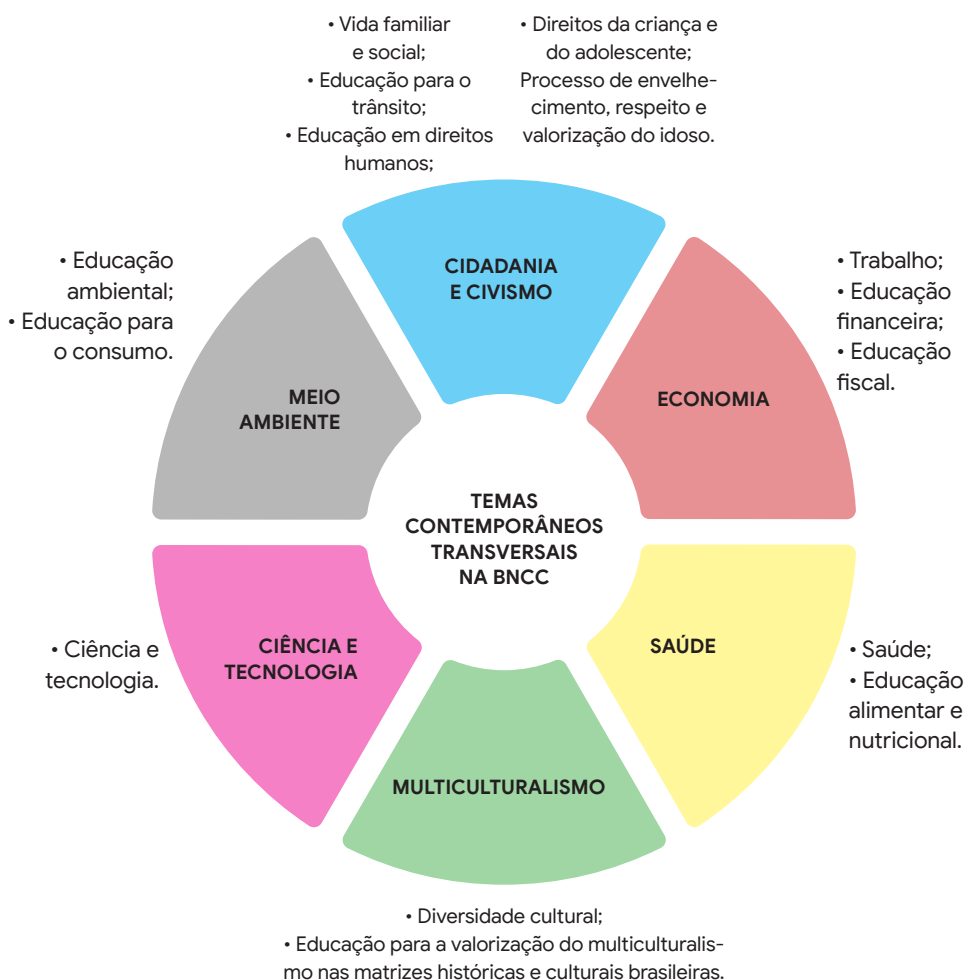 • Vida familiar
e social;
• Educação para o
trânsito;
• Educação em direitos
humanos;
• Direitos da criança e
do adolescente;
Processo de envelhe-
cimento, respeito e
valorização do idoso.
CIDADANIA
E CIVISMO
• Educação
ambiental;
• Educação para
o consumo.
MEIO
AMBIENTE
ECONOMIA
• Trabalho;
• Educação
financeira;
• Educação
fiscal.
TEMAS
CONTEMPORÂNEOS
TRANSVERSAIS
NA BNCC
• Ciência e
tecnologia.
CIÊNCIA E
TECNOLOGIA
SAÚDE
• Saúde;
• Educação
alimentar e
nutricional.
MULTICULTURALISMO
• Diversidade cultural;
• Educação para a valorização do multiculturalis-
mo nas matrizes históricas e culturais brasileiras.